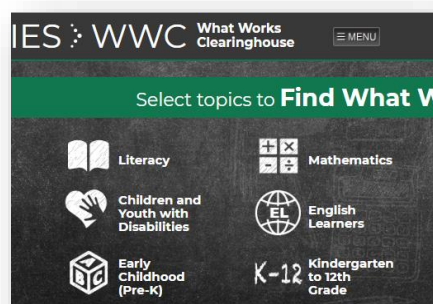 IES WWC What Works
Clearinghouse
☰ MENU
Select topics to Find What W
Literacy
Mathematics
Children and
Youth with
Disabilities
EL
English
Learners
ABC
Early
Childhood
(Pre-K)
K-12
Kindergarten
to 12th
Grade